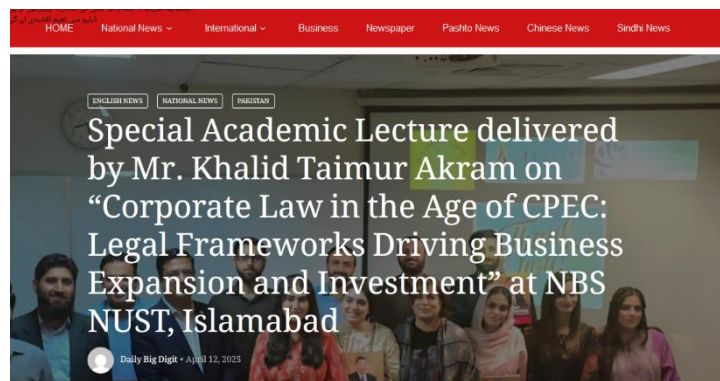 HOME National News International Business Newspaper Pashto News Chinese News Sindhi News
ENGLISH NEWS NATIONAL NEWS PAKISTAN
Special Academic Lecture delivered
by Mr. Khalid Taimur Akram on
“Corporate Law in the Age of CPEC:
Legal Frameworks Driving Business
Expansion and Investment” at NBS
NUST, Islamabad
Daily Big Digit • April 12, 2025